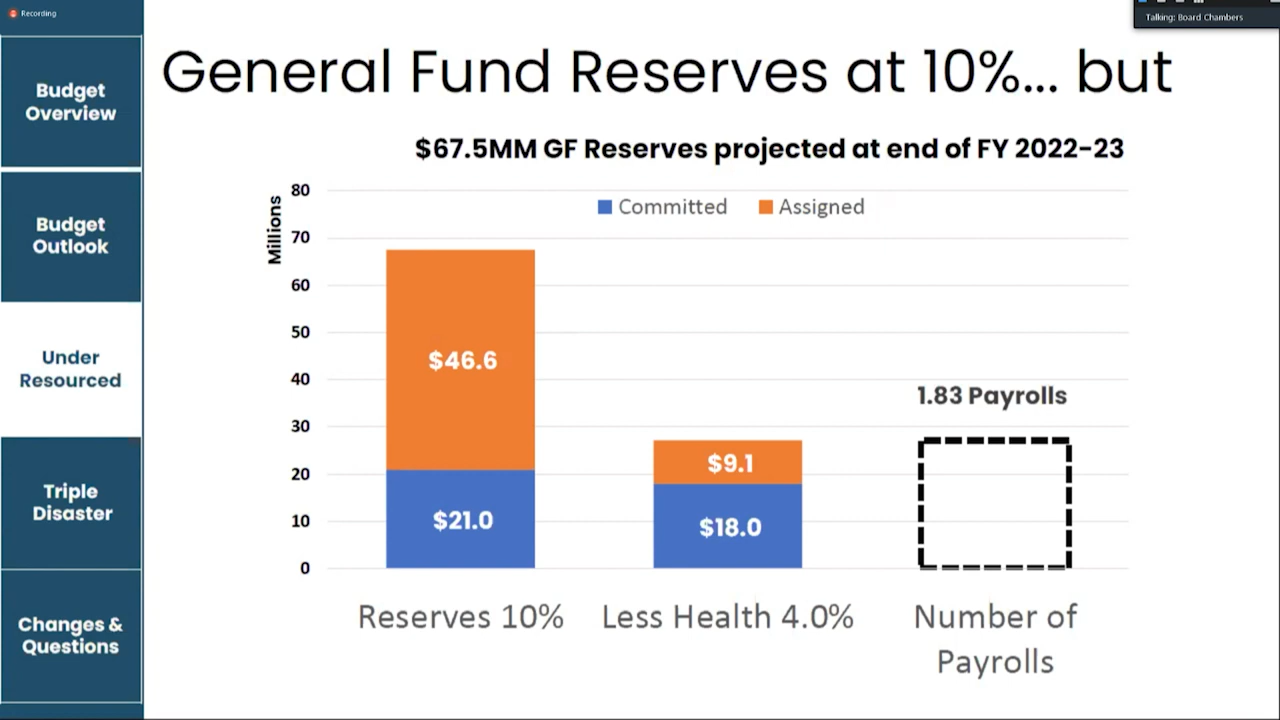 Recording
Talking: Board Chambers
Budget
Overview
Budget
Outlook
Under
Resourced
Triple
Disaster
Changes &
Questions
General Fund Reserves at 10%... but
$67.5MM GF Reserves projected at end of FY 2022-23
Millions
80
70
60
50
40
30
20
10
0
Committed
Assigned
$46.6
$21.0
$9.1
$18.0
1.83 Payrolls
Reserves 10%
Less Health 4.0%
Number of
Payrolls